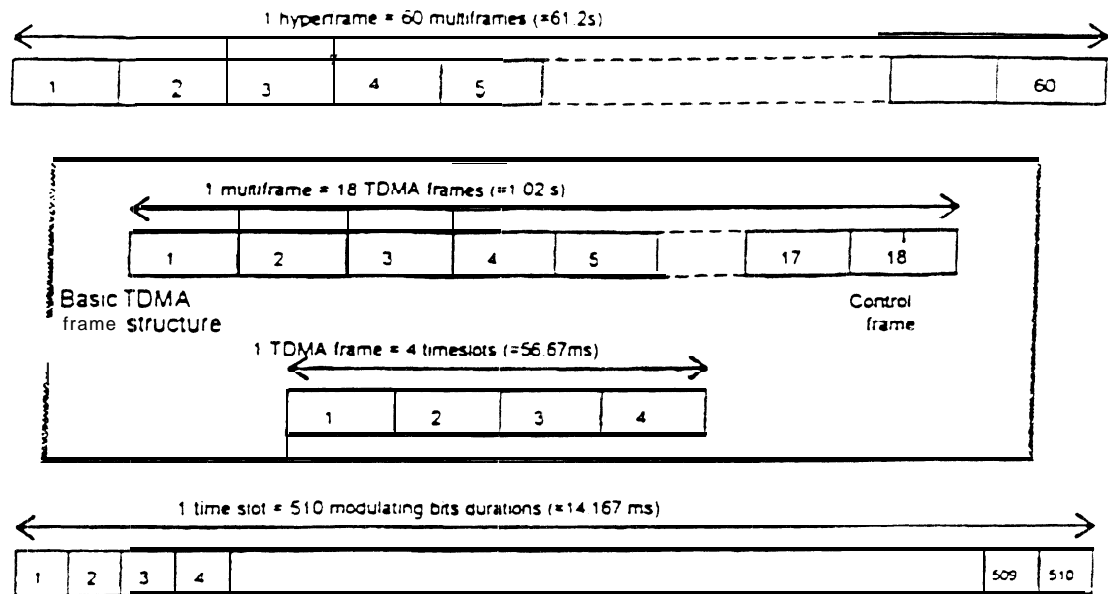 1 hyperframe = 60 multiframes (=61.2s)
1 2 3 4 5 60
1 multiframe = 18 TDMA frames (=1.02 s)
1 2 3 4 5 17 18
Basic TDMA
frame structure
Control
frame
1 TDMA frame = 4 timeslots (=56.67ms)
1 2 3 4
1 time slot = 510 modulating bits durations (=14.167 ms)
1 2 3 4 509 510